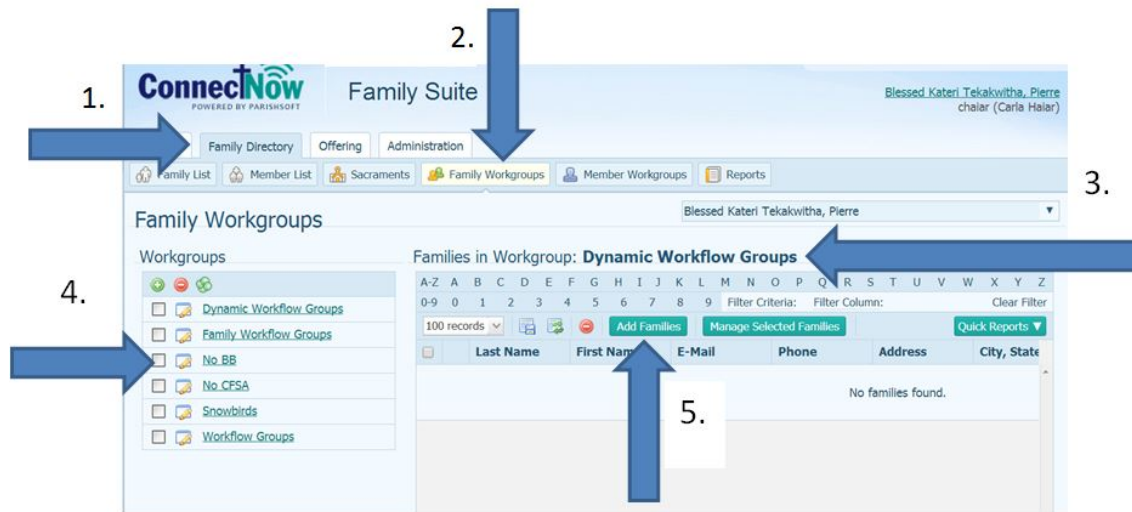 2.
1.
ConnectNow
POWERED BY PARISHSOFT
Family Suite
Blessed Kateri Tekakwitha, Pierre
chaiar (Carla Haiar)
Family Directory Offering Administration
Family List Member List Sacraments Family Workgroups Member Workgroups Reports
3.
Family Workgroups
Blessed Kateri Tekakwitha, Pierre
Workgroups
Families in Workgroup: Dynamic Workflow Groups
A-Z A B C D E F G H I J K L M N O P Q R S T U V W X Y Z
0-9 0 1 2 3 4 5 6 7 8 9 Filter Criteria: Filter Column: Clear Filter
4.
100 records Add Families Manage Selected Families Quick Reports
Last Name First Name E-Mail Phone Address City, State
No families found.
Dynamic Workflow Groups
Family Workflow Groups
No BB
No CFSA
Snowbirds
Workflow Groups
5.